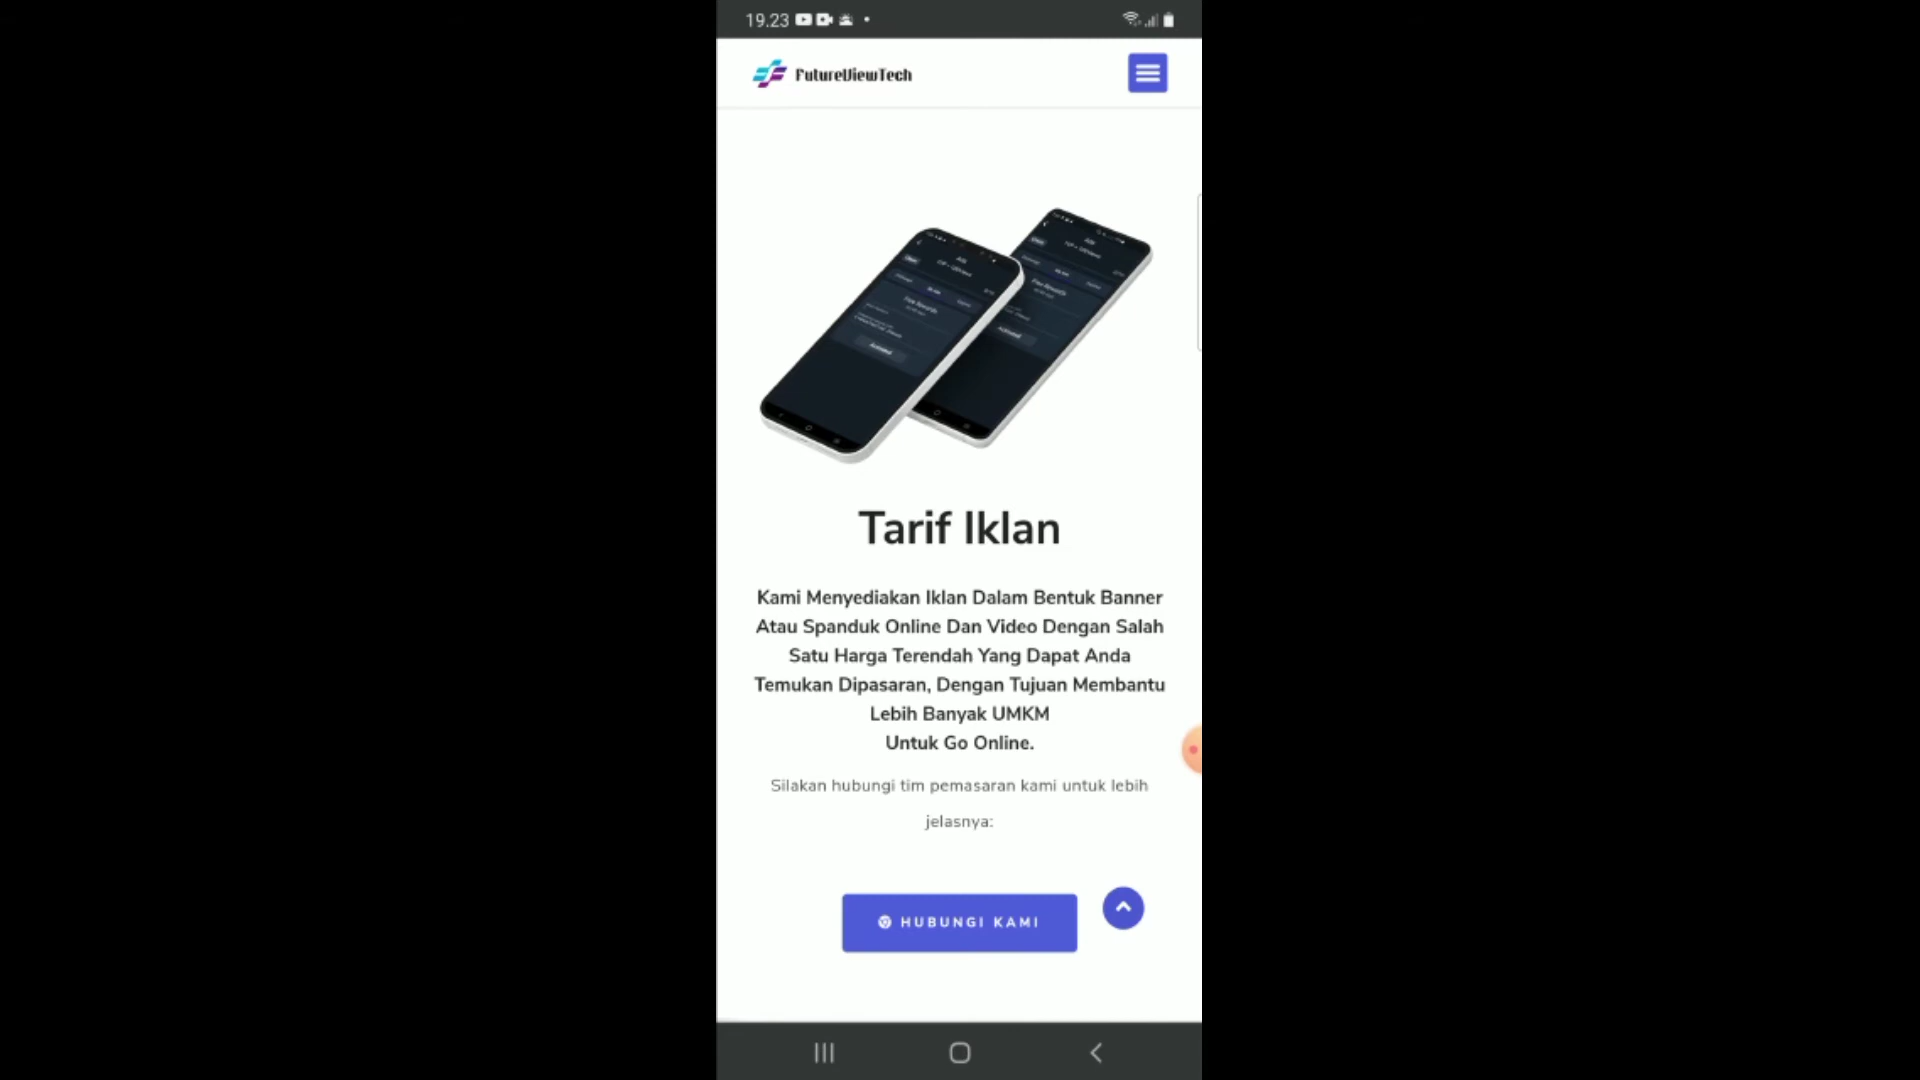 19.23
FutureViewTech
Tarif Iklan
Kami Menyediakan Iklan Dalam Bentuk Banner
Atau Spanduk Online Dan Video Dengan Salah
Satu Harga Terendah Yang Dapat Anda
Temukan Dipasaran, Dengan Tujuan Membantu
Lebih Banyak UMKM
Untuk Go Online.
Silakan hubungi tim pemasaran kami untuk lebih
jelasnya:
HUBUNGI KAMI